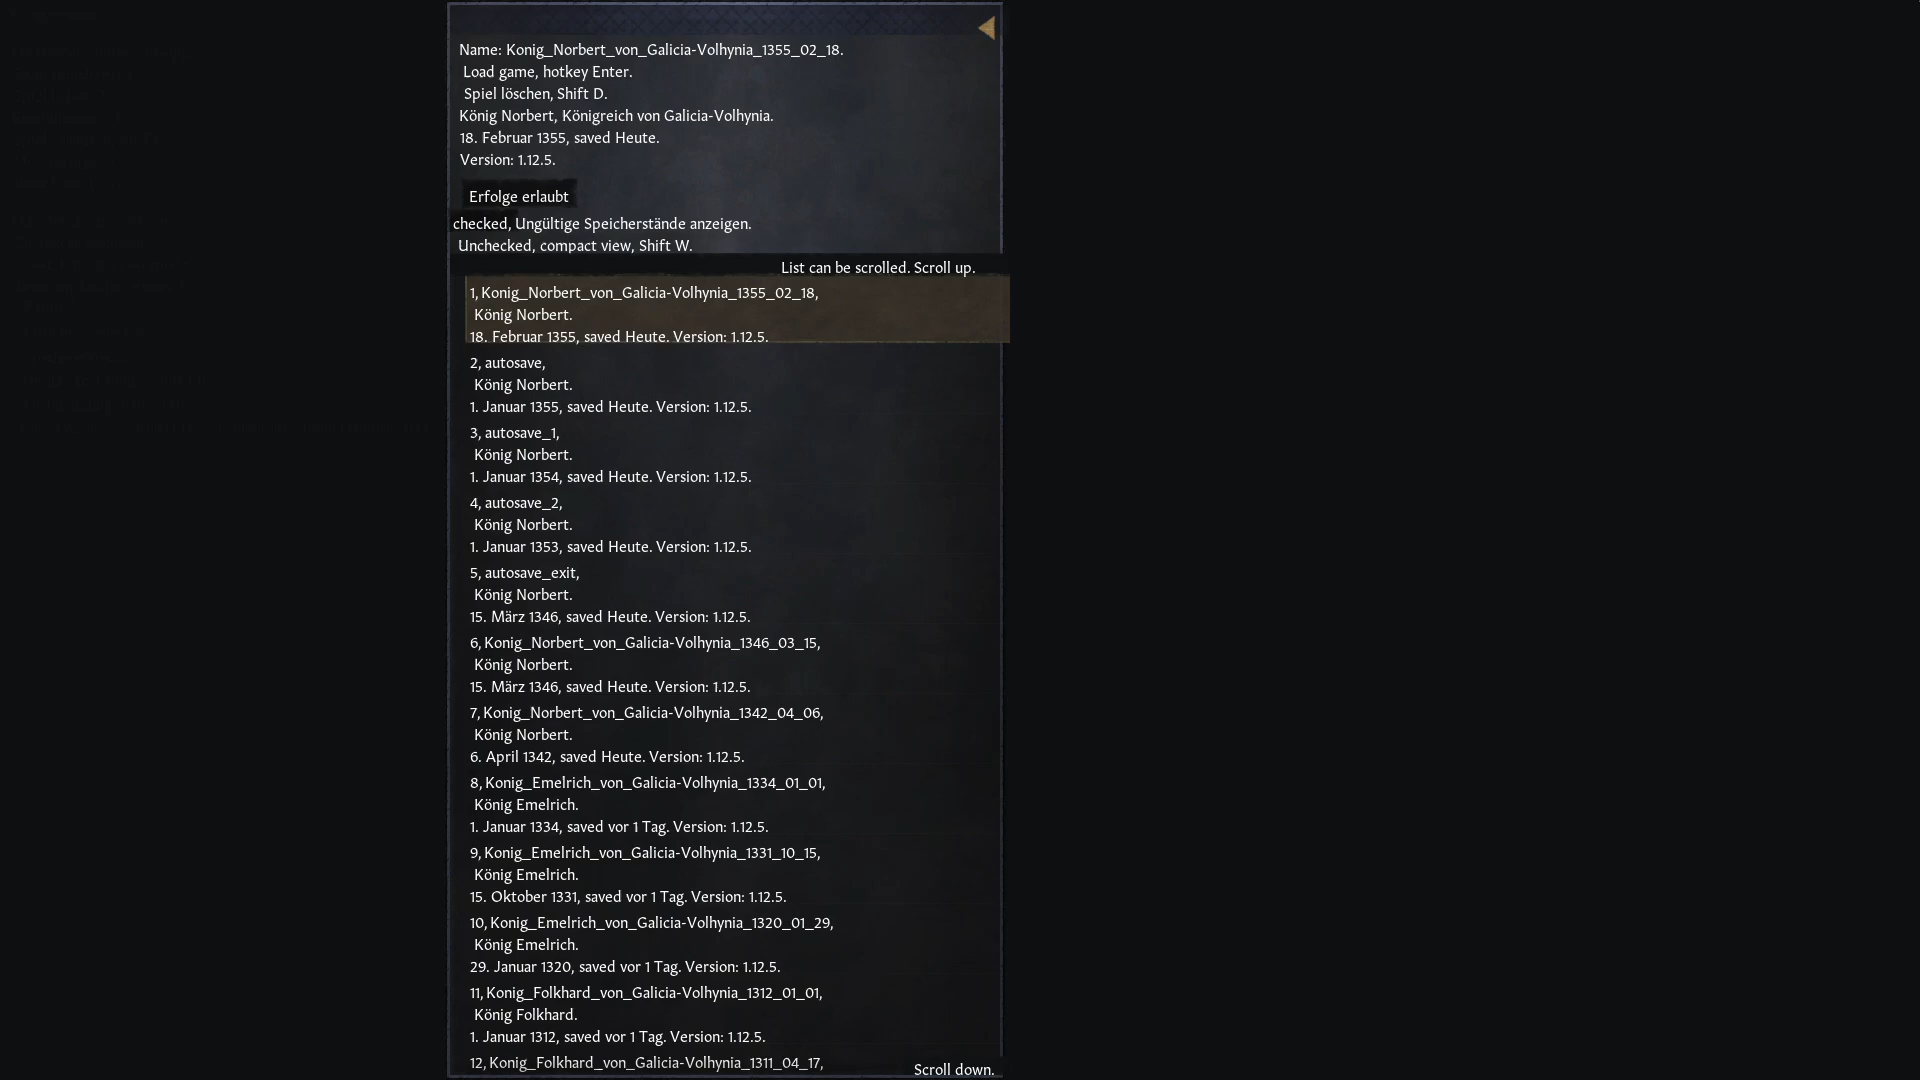 Name: Konig_Norbert_von_Galicia-Volhynia_1355_02_18.
Load game, hotkey Enter.
Spiel löschen, Shift D.
König Norbert, Königreich von Galicia-Volhynia.
18. Februar 1355, saved Heute.
Version: 1.12.5.
Erfolge erlaubt
checked, Ungültige Speicherstände anzeigen.
Unchecked, compact view, Shift W.
List can be scrolled. Scroll up.
1, Konig_Norbert_von_Galicia-Volhynia_1355_02_18,
König Norbert.
18. Februar 1355, saved Heute. Version: 1.12.5.
2, autosave,
König Norbert.
1. Januar 1355, saved Heute. Version: 1.12.5.
3, autosave_1,
König Norbert.
1. Januar 1354, saved Heute. Version: 1.12.5.
4, autosave_2,
König Norbert.
1. Januar 1353, saved Heute. Version: 1.12.5.
5, autosave_exit,
König Norbert.
15. März 1346, saved Heute. Version: 1.12.5.
6, Konig_Norbert_von_Galicia-Volhynia_1346_03_15,
König Norbert.
15. März 1346, saved Heute. Version: 1.12.5.
7, Konig_Norbert_von_Galicia-Volhynia_1342_04_06,
König Norbert.
6. April 1342, saved Heute. Version: 1.12.5.
8, Konig_Emelrich_von_Galicia-Volhynia_1334_01_01,
König Emelrich.
1. Januar 1334, saved vor 1 Tag. Version: 1.12.5.
9, Konig_Emelrich_von_Galicia-Volhynia_1331_10_15,
König Emelrich.
15. Oktober 1331, saved vor 1 Tag. Version: 1.12.5.
10, Konig_Emelrich_von_Galicia-Volhynia_1320_01_29,
König Emelrich.
29. Januar 1320, saved vor 1 Tag. Version: 1.12.5.
11, Konig_Folkhard_von_Galicia-Volhynia_1312_01_01,
König Folkhard.
1. Januar 1312, saved vor 1 Tag. Version: 1.12.5.
12, Konig_Folkhard_von_Galicia-Volhynia_1311_04_17,
Scroll down.